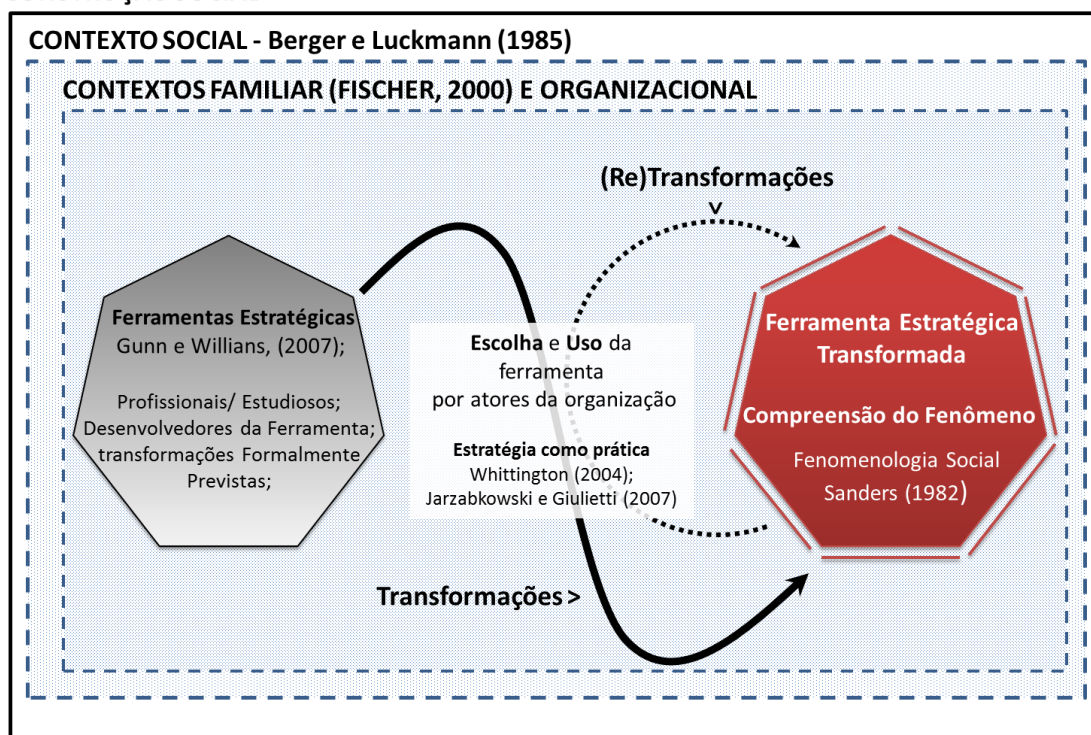 CONTEXTO SOCIAL - Berger e Luckmann (1985)
CONTEXTOS FAMILIAR (FISCHER, 2000) E ORGANIZACIONAL
(Re)Transformações
>
Ferramentas Estratégicas
Gunn e Willians, (2007);
Profissionais/ Estudiosos;
Desenvolvedores da Ferramenta;
transformações Formalmente
Previstas;
Escolha e Uso da
ferramenta
por atores da organização
Estratégia como prática
Whittington (2004);
Jarzabkowski e Giulietti (2007)
Ferramenta Estratégica
Transformada
Compreensão do Fenômeno
Fenomenologia Social
Sanders (1982)
Transformações >